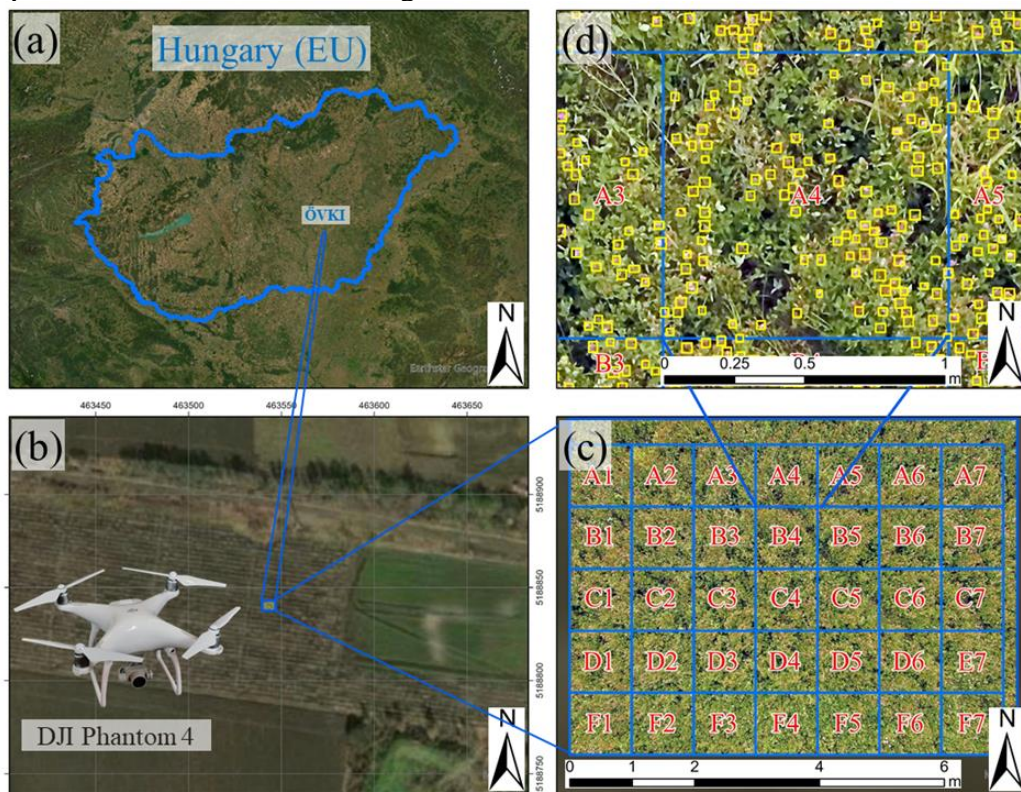 (a)
Hungary (EU)
ÖVKI
N
Earthstar Geogra
(d)
A3
A4
A5
B3
N
0 0.25 0.5 1
m
463450 463500 463550 463600 463650
(b)
5188900
5188850
5188800
5188750
DJI Phantom 4
N
(c)
A1 A2 A3 A4 A5 A6 A7
B1 B2 B3 B4 B5 B6 B7
C1 C2 C3 C4 C5 C6 C7
D1 D2 D3 D4 D5 D6 E7
F1 F2 F3 F4 F5 F6 F7
N
0 1 2 4 6
m